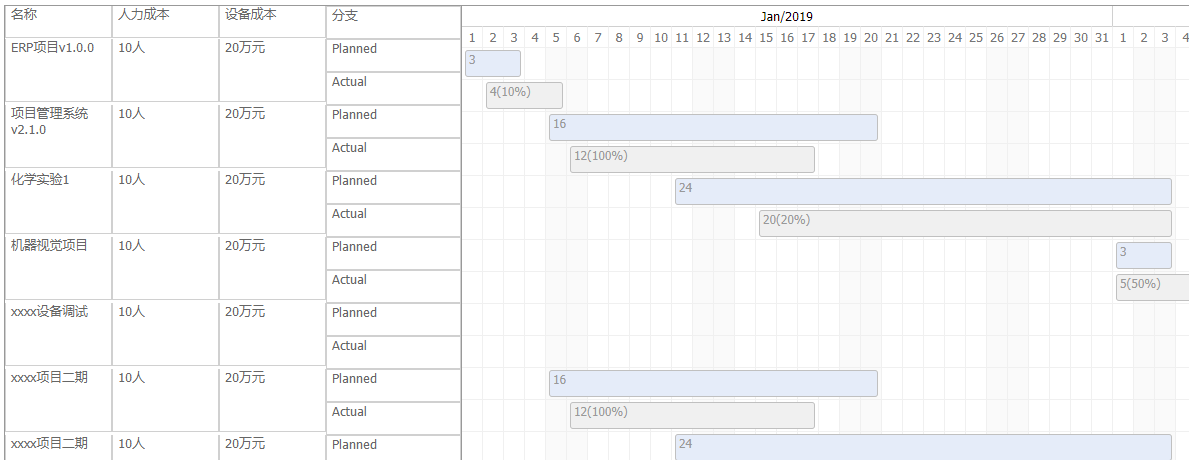 名称 人力成本 设备成本 分支 Jan/2019
1 2 3 4 5 6 7 8 9 10 11 12 13 14 15 16 17 18 19 20 21 22 23 24 25 26 27 28 29 30 31 1 2 3 4
ERP项目v1.0.0 10人 20万元 Planned 3
Actual 4(10%)
项目管理系统 10人 20万元 Planned 16
v2.1.0
Actual 12(100%)
化学实验1 10人 20万元 Planned 24
Actual 20(20%)
机器视觉项目 10人 20万元 Planned 3
Actual 5(50%)
xxxx设备调试 10人 20万元 Planned
Actual
xxxx项目二期 10人 20万元 Planned 16
Actual 12(100%)
xxxx项目二期 10人 20万元 Planned 24